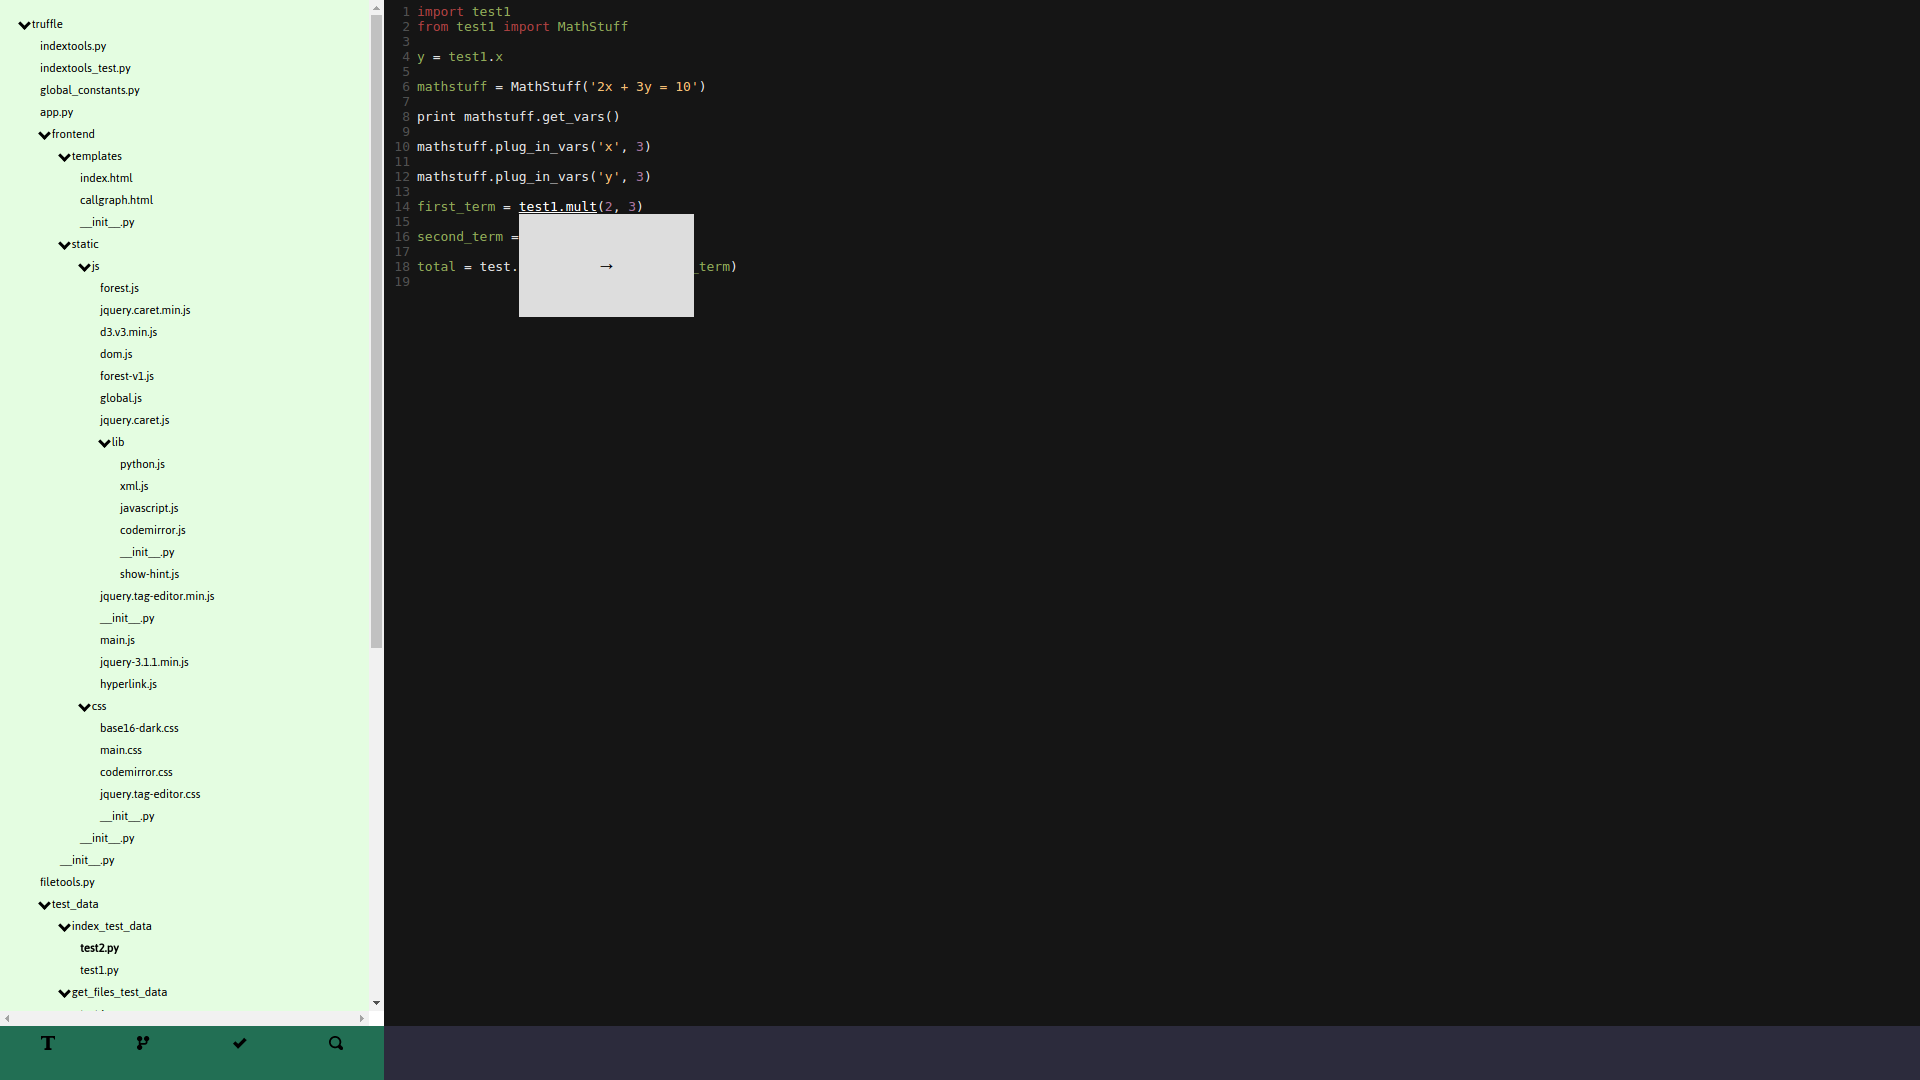 truffle
indextools.py
indextools_test.py
global_constants.py
app.py
frontend
templates
index.html
callgraph.html
__init__.py
static
js
forest.js
jquery.caret.min.js
d3.v3.min.js
dom.js
forest-v1.js
global.js
jquery.caret.js
lib
python.js
xml.js
javascript.js
codemirror.js
__init__.py
show-hint.js
jquery.tag-editor.min.js
__init__.py
main.js
jquery-3.1.1.min.js
hyperlink.js
css
base16-dark.css
main.css
codemirror.css
jquery.tag-editor.css
__init__.py
__init__.py
__init__.py
filetools.py
test_data
index_test_data
test2.py
test1.py
get_files_test_data
T
1 import test1
2 from test1 import MathStuff
3
4 y = test1.x
5
6 mathstuff = MathStuff('2x + 3y = 10')
7
8 print mathstuff.get_vars()
9
10 mathstuff.plug_in_vars('x', 3)
11
12 mathstuff.plug_in_vars('y', 3)
13
14 first_term = test1.mult(2, 3)
15
16 second_term =
17
18 total = test. → _term)
19